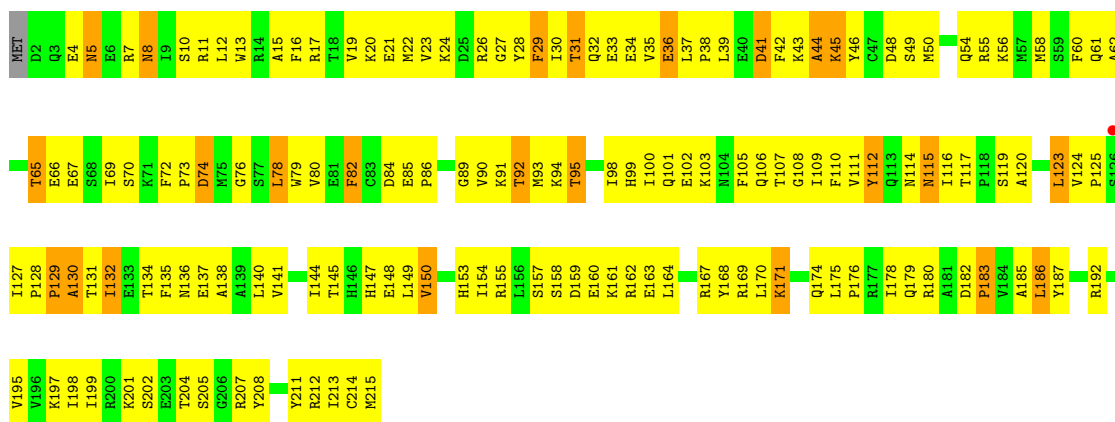 MET D2 Q3 E4 N5 E6 R7 N8 I9 S10 R11 L12 W13 R14 A15 F16 R17 T18 V19 K20 E21 M22 V23 K24 D25 R26 G27 Y28 F29 I30 T31 Q32 E33 E34 V35 E36 L37 P38 L39 E40 D41 F42 K43 A44 K45 Y46 C47 D48 S49 M50 Q54 R55 K56 M57 M58 S59 F60 Q61
T65 E66 E67 S68 I69 S70 K71 F72 P73 D74 M75 G76 S77 L78 W79 V80 E81 F82 C83 D84 E85 P86 G89 V90 K91 T92 M93 K94 T95 I98 H99 I100 Q101 E102 K103 N104 F105 Q106 T107 G108 I109 F110 V111 Y112 Q113 N114 N115 I116 T117 P118 S119 A120 L123 V124 P125 S126
I127 P128 P129 A130 T131 I132 E133 T134 F135 N136 E137 A138 A139 L140 V141 I144 T145 H146 H147 E148 L149 V150 H153 I154 R155 L156 S157 S158 D159 E160 K161 R162 E163 L164 R167 Y168 R169 L170 K171 Q174 L175 P176 R177 I178 Q179 R180 A181 D182 P183 V184 A185 L186 Y187 R192
V195 V196 K197 I198 I199 R200 K201 S202 E203 T204 S205 G206 R207 Y208 Y211 R212 I213 C214 M215